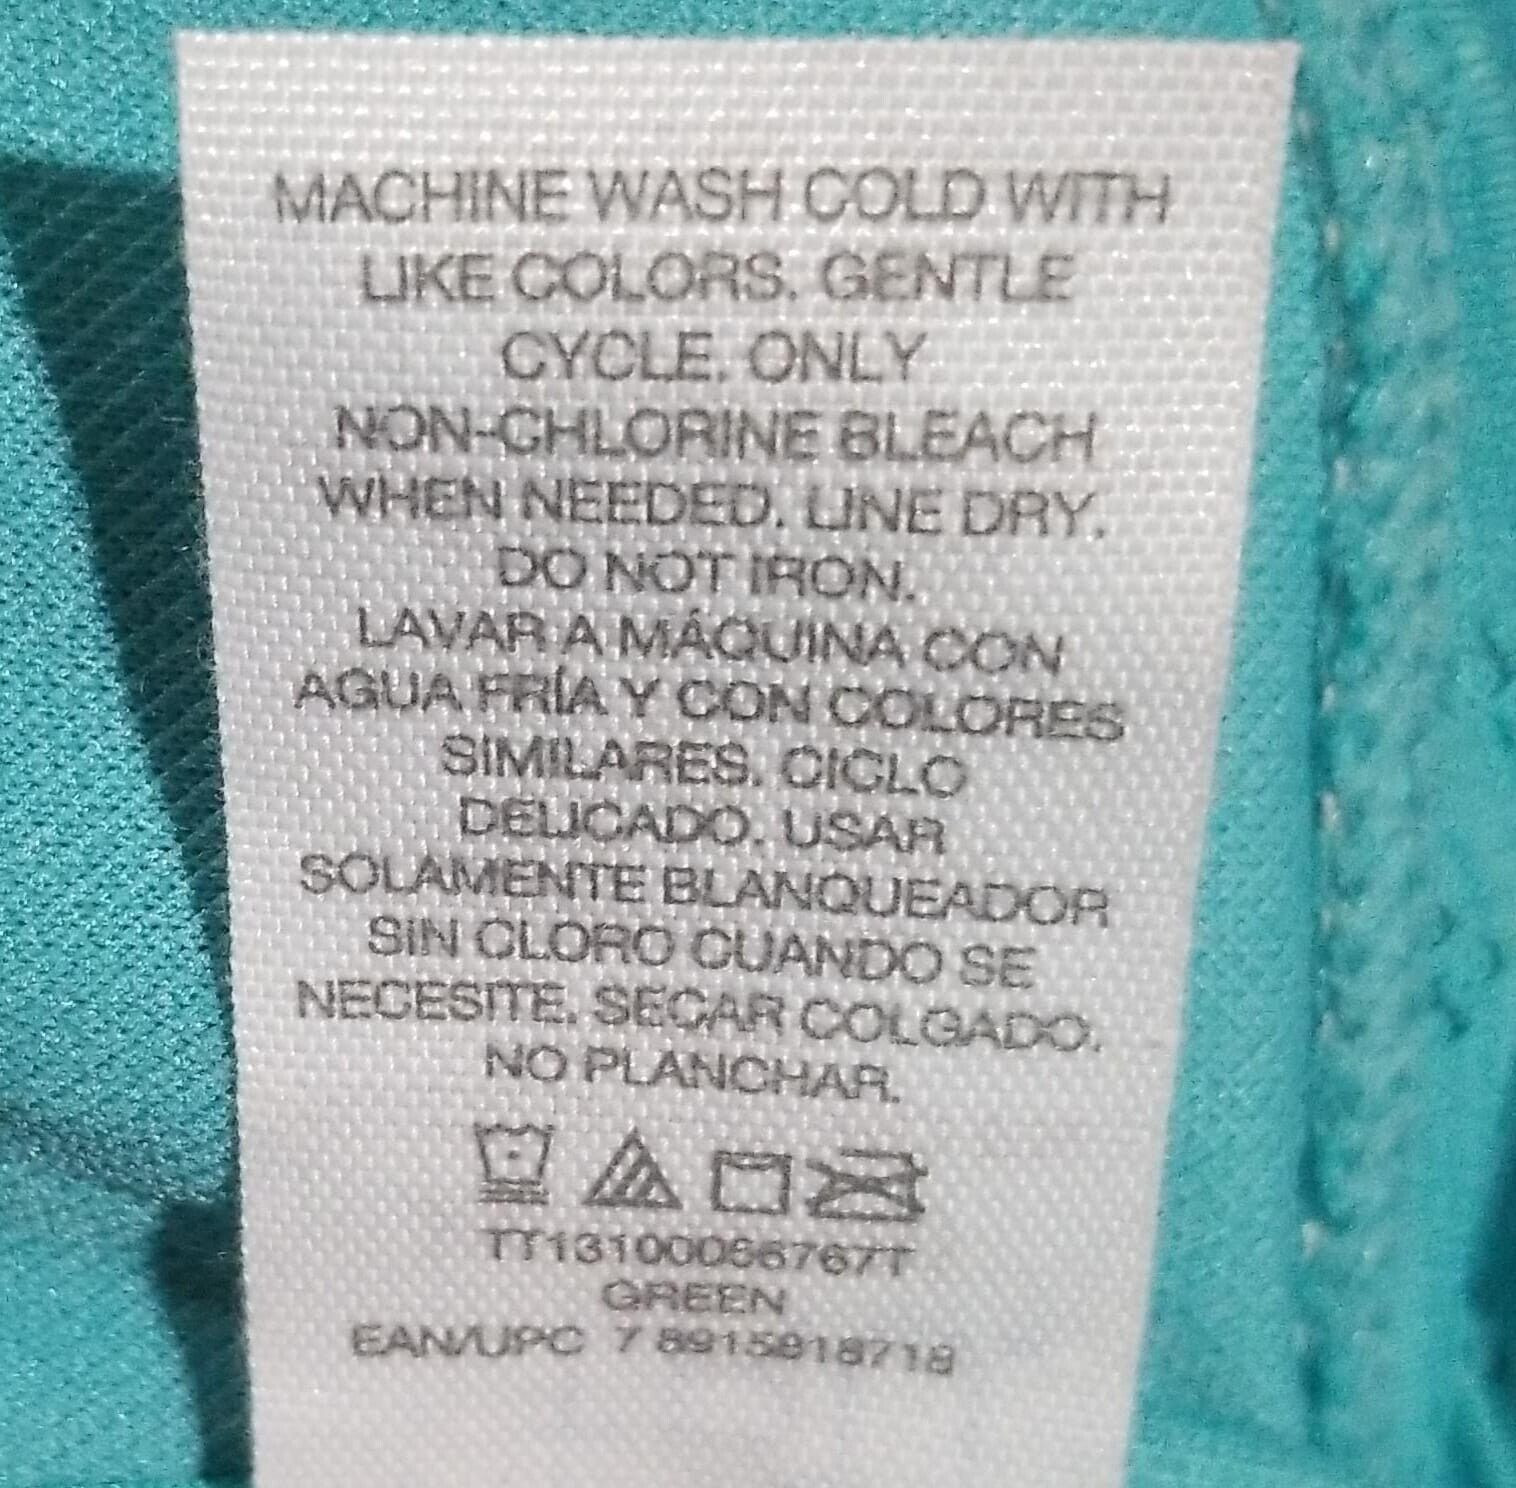 MACHINE WASH COLD WITH
LIKE COLORS. GENTLE
CYCLE. ONLY
NON-CHLORINE BLEACH
WHEN NEEDED. LINE DRY.
DO NOT IRON.
LAVAR A MÁQUINA CON
AGUA FRÍA Y CON COLORES
SIMILARES. CICLO
DELICADO. USAR
SOLAMENTE BLANQUEADOR
SIN CLORO CUANDO SE
NECESITE. SECAR COLGADO.
NO PLANCHAR.
GREEN
EAN/UPC 7